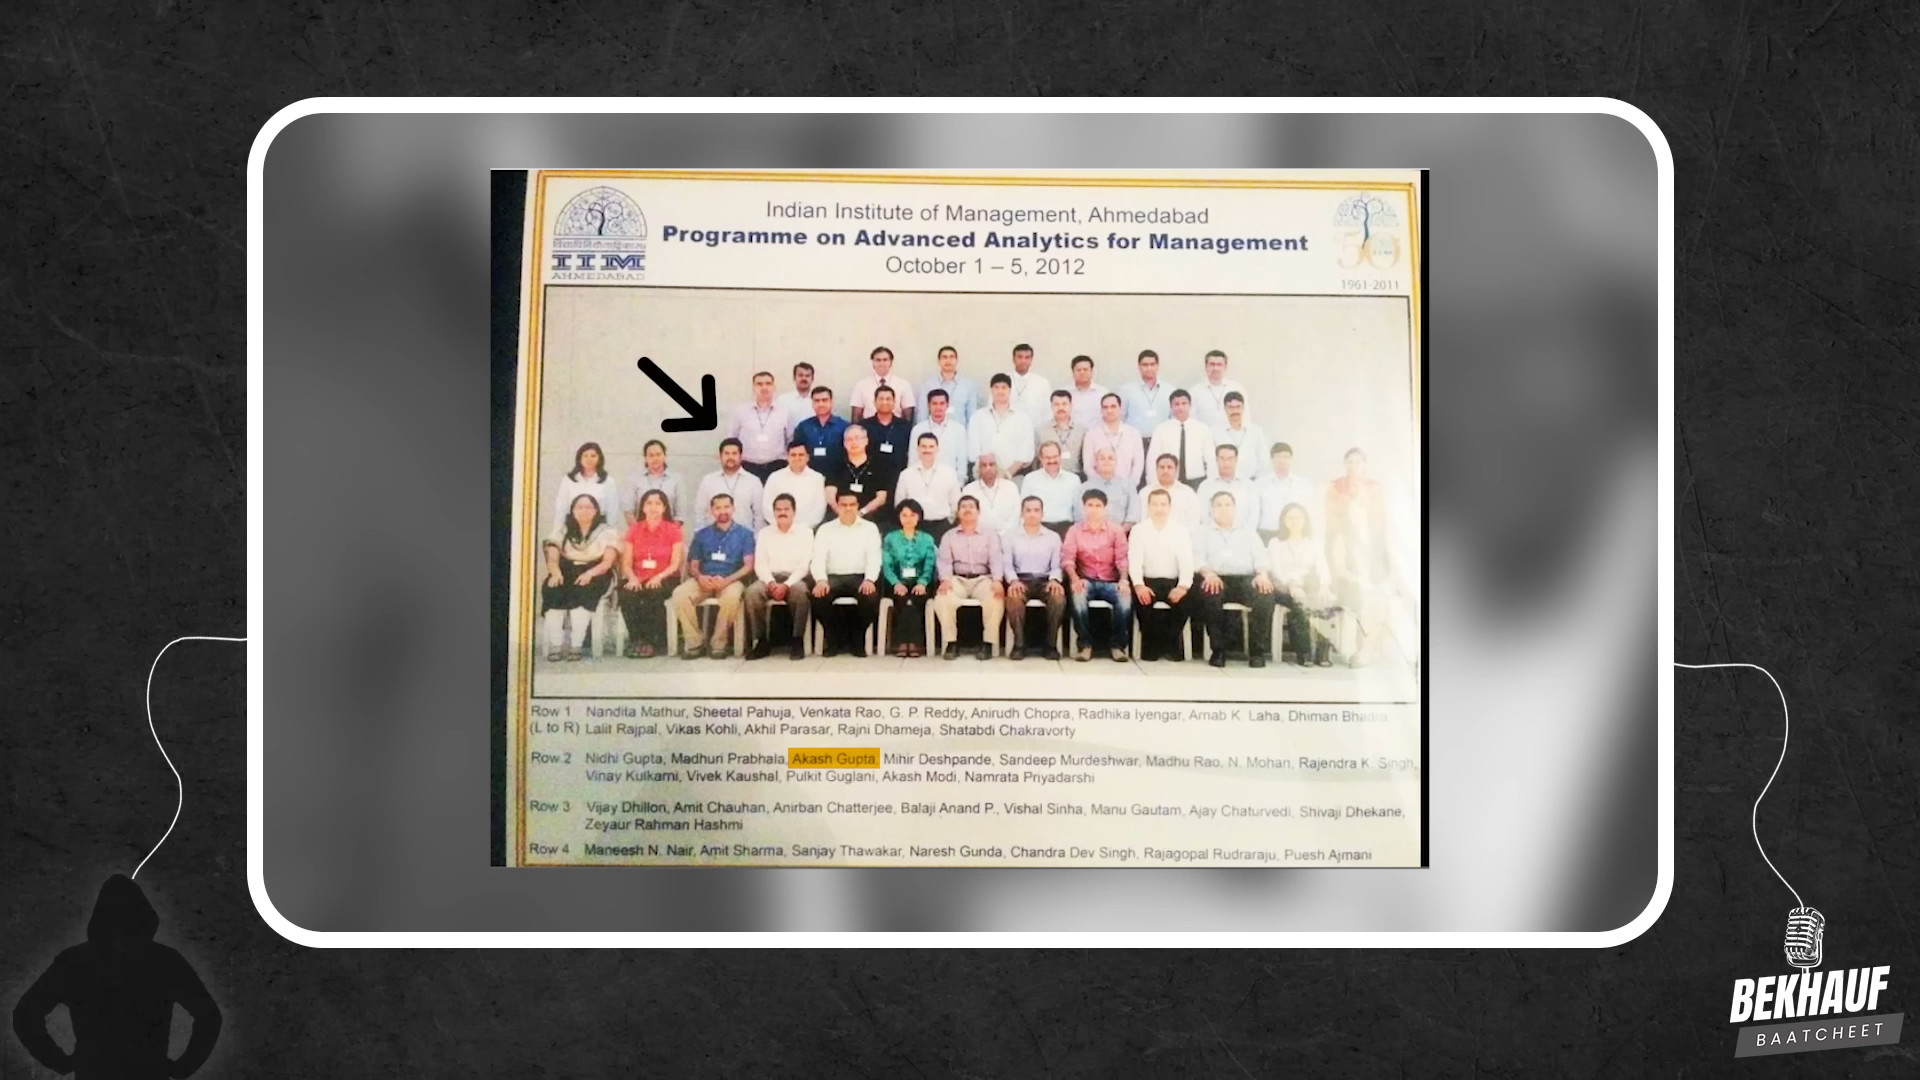 Indian Institute of Management, Ahmedabad
Programme on Advanced Analytics for Management
October 1 – 5, 2012
IIM
AHMEDABAD
50
1961-2011
Row 1 Nandita Mathur, Sheetal Pahuja, Venkata Rao, G. P. Reddy, Anirudh Chopra, Radhika Iyengar, Arnab K. Laha, Dhiman Bhadra
(L to R) Lalit Rajpal, Vikas Kohli, Akhil Parasar, Rajni Dhameja, Shatabdi Chakravorty
Row 2 Nidhi Gupta, Madhuri Prabhala, Akash Gupta, Mihir Deshpande, Sandeep Murdeshwar, Madhu Rao, N. Mohan, Rajendra K. Singh,
Vinay Kulkarni, Vivek Kaushal, Pulkit Guglani, Akash Modi, Namrata Priyadarshi
Row 3 Vijay Dhillon, Amit Chauhan, Anirban Chatterjee, Balaji Anand P., Vishal Sinha, Manu Gautam, Ajay Chaturvedi, Shivaji Dhekane,
Zeyaur Rahman Hashmi
Row 4 Maneesh N. Nair, Amit Sharma, Sanjay Thawakar, Naresh Gunda, Chandra Dev Singh, Rajagopal Rudraraju, Puesh Ajmani
BEKHAUF
BAATCHEET